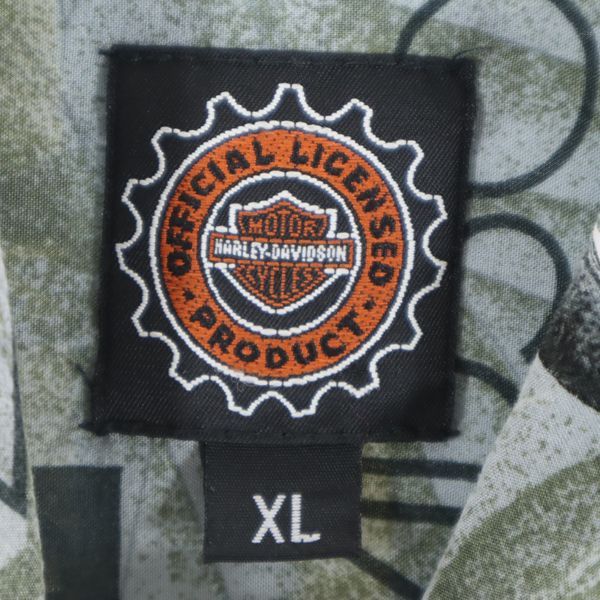 OFFICIAL LICENSED
MOTOR
HARLEY-DAVIDSON
CYCLES
PRODUCT
XL